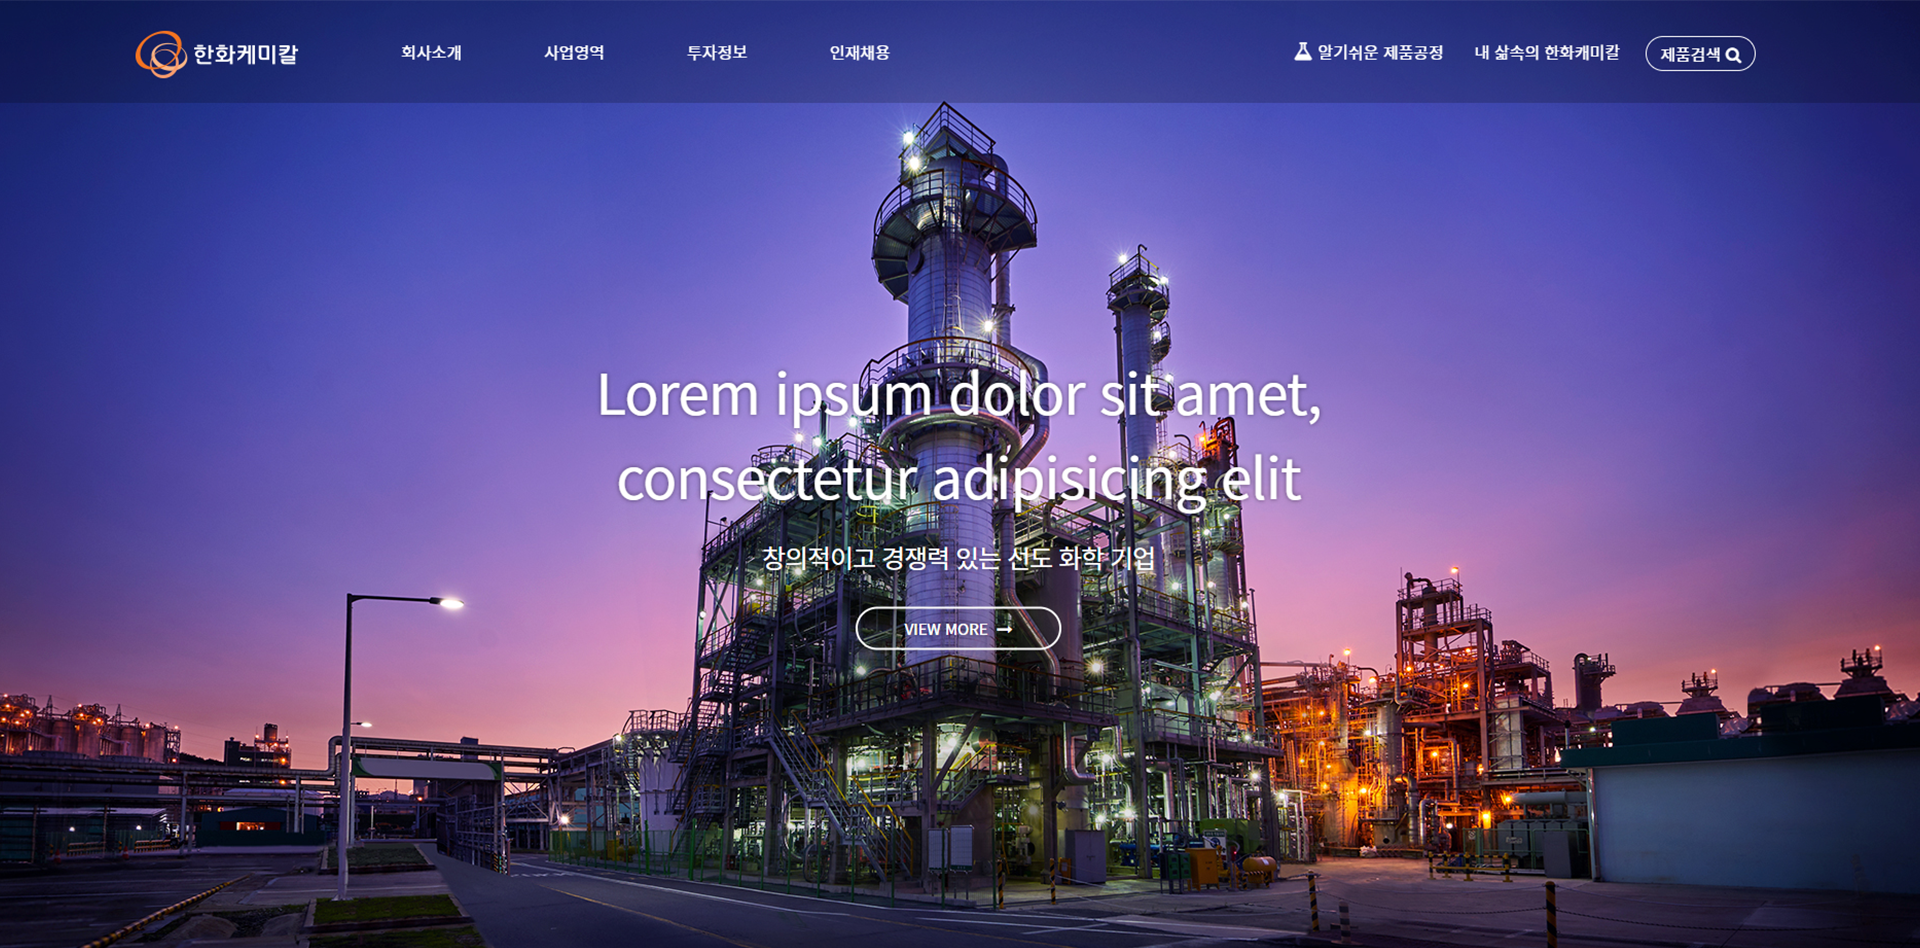 한화케미칼
회사소개
사업영역
투자정보
인재채용
알기쉬운 제품공정
내 삶속의 한화케미칼
제품검색
Lorem ipsum dolor sit amet,
consectetur adipisicing elit
창의적이고 경쟁력 있는 선도 화학 기업
VIEW MORE